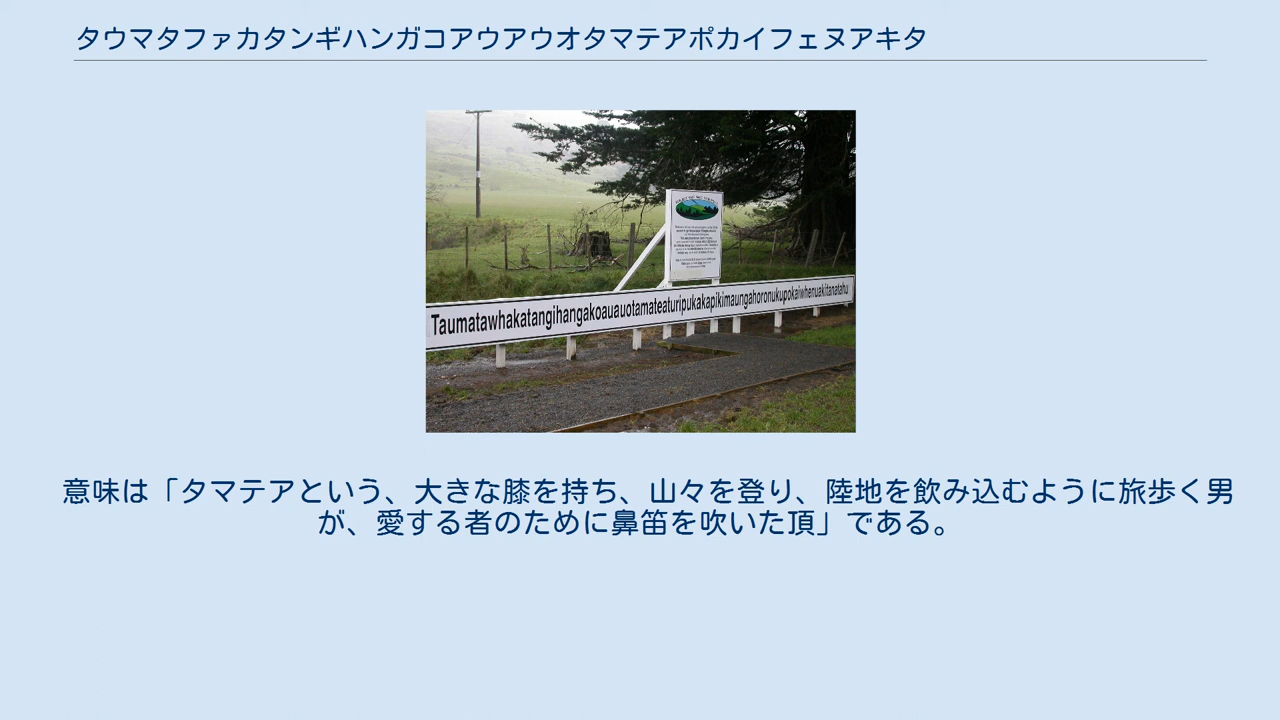 タウマタファカタンギハンガコアウアウオタマテアポカイフェヌアキタ
Taumatawhakatangihangakoauauotamateaturipukakapikimaungahoronukupokaiwhenuakitanatahu
意味は「タマテアという、大きな膝を持ち、山々を登り、陸地を飲み込むように旅歩く男
が、愛する者のために鼻笛を吹いた頂」である。